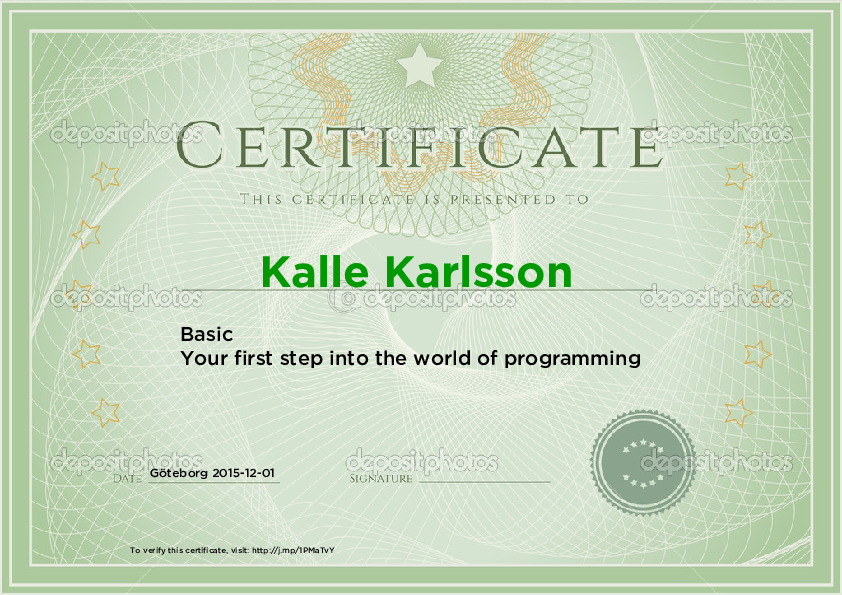 depositphotos depositphotos depositphotos
CERTIFICATE
THIS CERTIFICATE IS PRESENTED TO
Kalle Karlsson
depositphotos © depositphotos depositphotos
Basic
Your first step into the world of programming
depositphotos depositphotos depositphotos
DATE Göteborg 2015-12-01 SIGNATURE
To verify this certificate, visit: http://j.mp/1PMaTvY